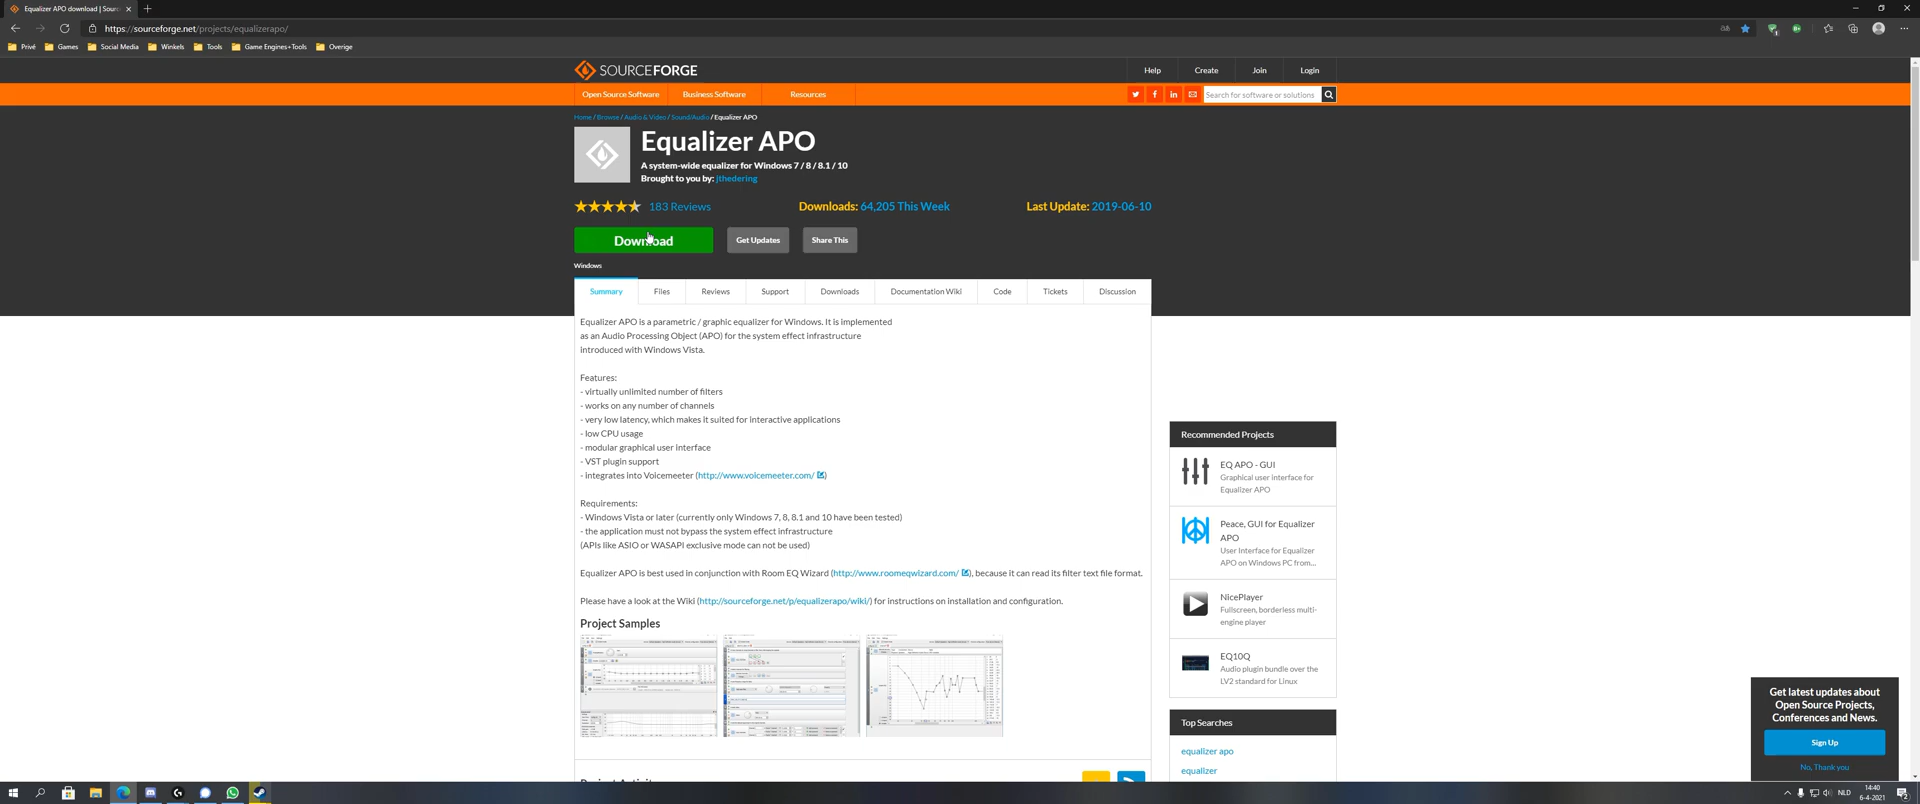 Equalizer APO download | Sourc
https://sourceforge.net/projects/equalizerapo/
Privé
Games
Social Media
Winkels
Tools
Game Engines+Tools
Overige
SOURCEFORGE
Help
Create
Join
Login
Open Source Software
Business Software
Resources
Search for software or solutions
Home / Browse / Audio & Video / Sound/Audio / Equalizer APO
Equalizer APO
A system-wide equalizer for Windows 7 / 8 / 8.1 / 10
Brought to you by: jthedering
183 Reviews
Downloads: 64,205 This Week
Last Update: 2019-06-10
Download
Get Updates
Share This
Windows
Summary
Files
Reviews
Support
Downloads
Documentation Wiki
Code
Tickets
Discussion
Equalizer APO is a parametric / graphic equalizer for Windows. It is implemented
as an Audio Processing Object (APO) for the system effect infrastructure
introduced with Windows Vista.
Features:
- virtually unlimited number of filters
- works on any number of channels
- very low latency, which makes it suited for interactive applications
- low CPU usage
- modular graphical user interface
- VST plugin support
- integrates into Voicemeeter (http://www.voicemeeter.com/ )
Requirements:
- Windows Vista or later (currently only Windows 7, 8, 8.1 and 10 have been tested)
- the application must not bypass the system effect infrastructure
(APIs like ASIO or WASAPI exclusive mode can not be used)
Equalizer APO is best used in conjunction with Room EQ Wizard (http://www.roomeqwizard.com/ ), because it can read its filter text file format.
Please have a look at the Wiki (http://sourceforge.net/p/equalizerapo/wiki/) for instructions on installation and configuration.
Project Samples
Recommended Projects
EQ APO - GUI
Graphical user interface for
Equalizer APO
Peace, GUI for Equalizer
APO
User Interface for Equalizer
APO on Windows PC from...
NicePlayer
Fullscreen, borderless multi-
engine player
EQ10Q
Audio plugin bundle over the
LV2 standard for Linux
Top Searches
equalizer apo
equalizer
Get latest updates about
Open Source Projects,
Conferences and News.
Sign Up
No, Thank you
NLD
14:40
6-4-2021